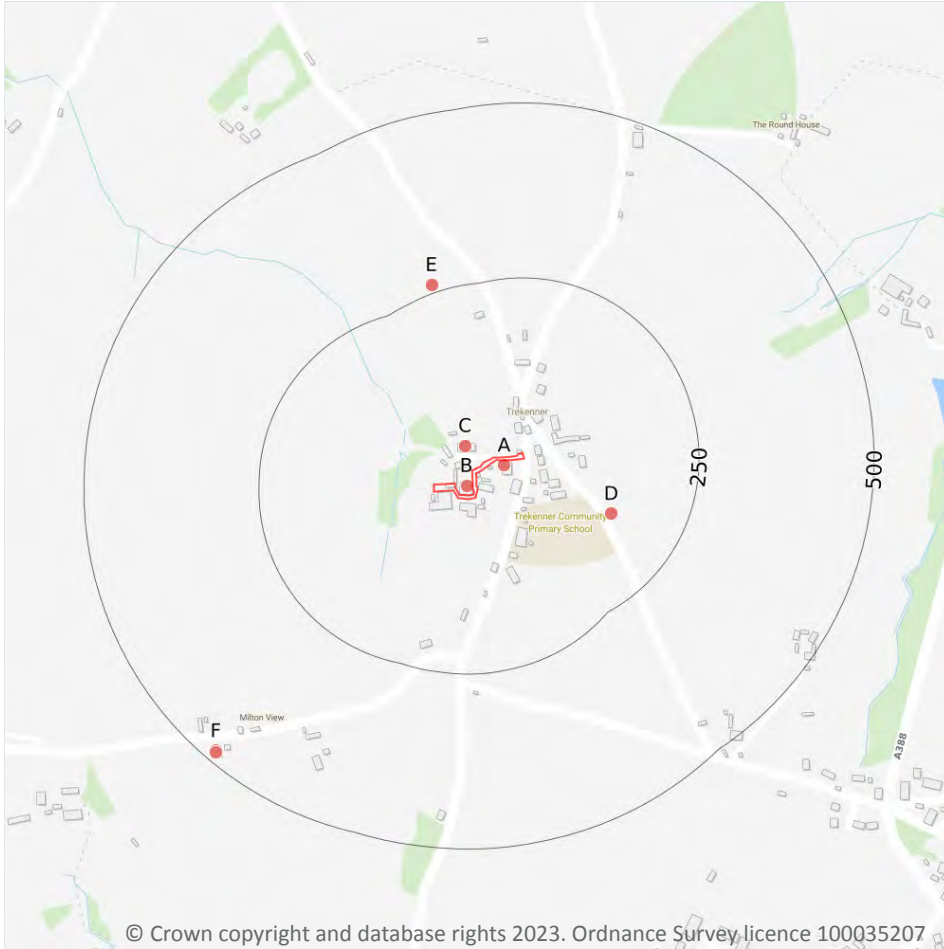 The Round House
E
Trekenner
C
A
B
250
500
D
Trekenner Community
Primary School
Milton View
F
A388
© Crown copyright and database rights 2023. Ordnance Survey licence 100035207